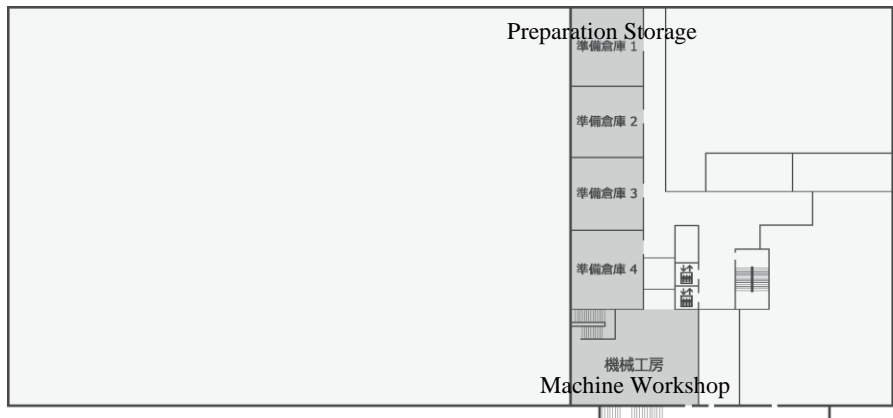 Preparation Storage
準備倉庫 1
準備倉庫 2
準備倉庫 3
準備倉庫 4
機械工房
Machine Workshop